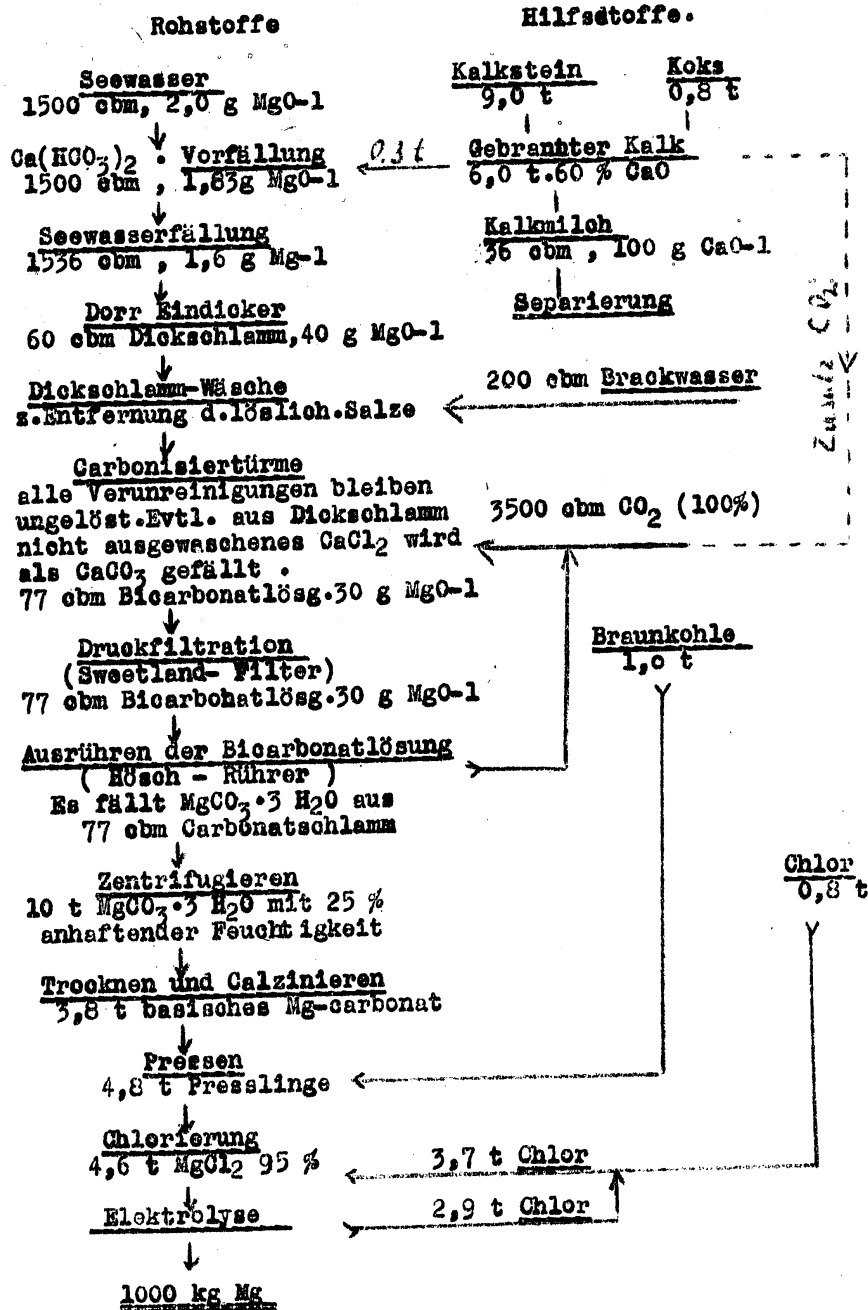 Rohstoffe
Hilfsdtoffe.
Seewasser
1500 cbm, 2,0 g MgO-l
Ca(HCO3)2 . Vorfällung
1500 cbm , 1,83g MgO-l
Seewasserfällung
1536 cbm , 1,6 g Mg-l
Dorr Eindicker
60 cbm Dickschlamm,40 g MgO-l
Dickschlamm-Wäsche
z.Entfernung d.löslich.Salze
Carbonisiertürme
alle Verunreinigungen bleiben
ungelöst.Evtl. aus Dickschlamm
nicht ausgewaschenes CaCl2 wird
als CaCO3 gefällt .
77 cbm Bicarbonatlösg.30 g MgO-l
Druckfiltration
(Sweetland- Filter)
77 cbm Bicarbonatlösg.30 g MgO-l
Ausrühren der Bicarbonatlösung
( Hösch - Rührer )
Es fällt MgCO3·3 H2O aus
77 cbm Carbonatschlamm
Zentrifugieren
10 t MgCO3·3 H2O mit 25 %
anhaftender Feuchtigkeit
Trocknen und Calzinieren
3,8 t basisches Mg-carbonat
Pressen
4,8 t Presslinge
Chlorierung
4,6 t MgCl2 95 %
Elektrolyse
1000 kg Mg
Kalkstein
9,0 t
Koks
0,8 t
0.3 t
Gebrannter Kalk
6,0 t.60 % CaO
Kalkmilch
36 cbm , 100 g CaO-l
Separierung
Zusatz CO2
200 cbm Brackwasser
3500 cbm CO2 (100%)
Braunkohle
1,0 t
Chlor
0,8 t
3,7 t Chlor
2,9 t Chlor